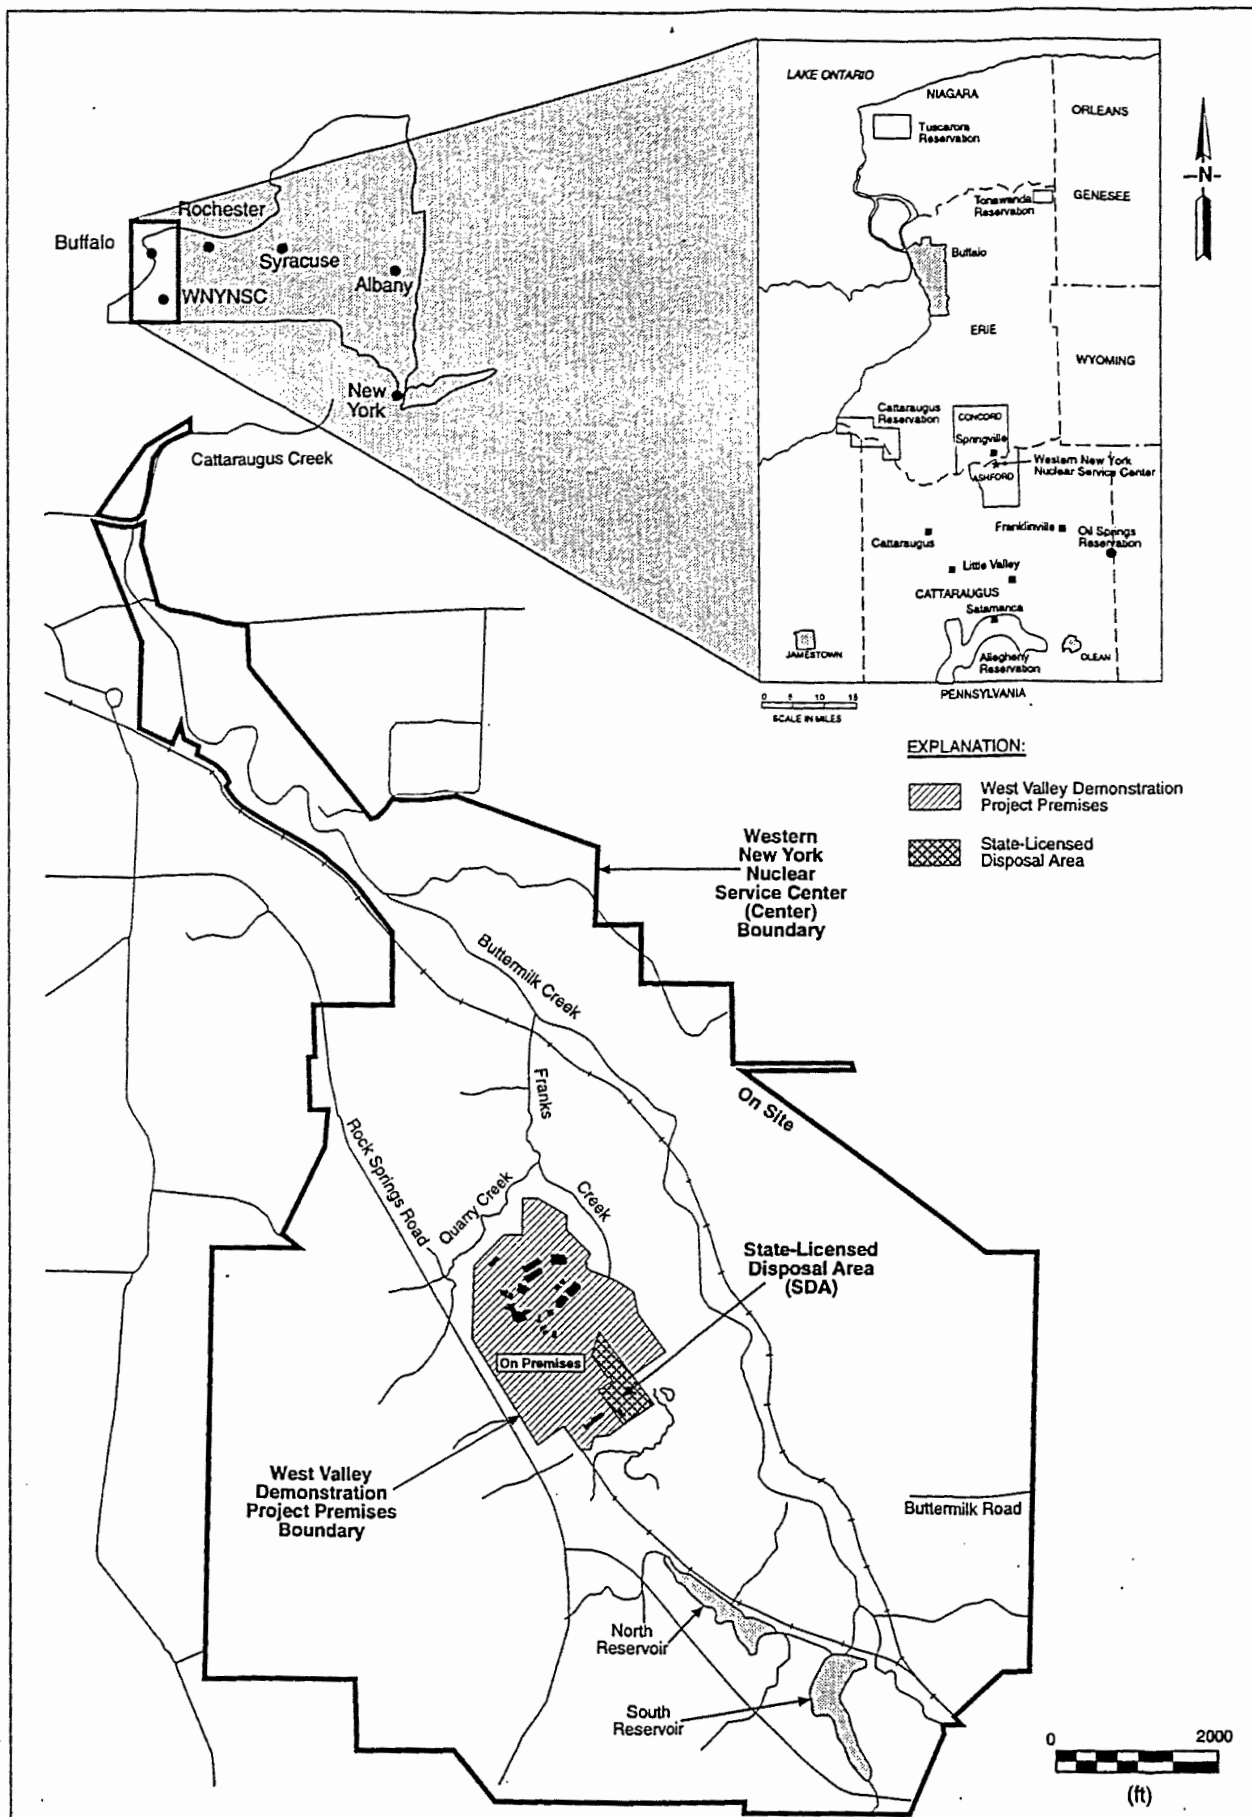 LAKE ONTARIO
NIAGARA
ORLEANS
Tuscarora
Reservation
N
GENESEE
Tonawanda
Reservation
Buffalo
ERIE
WYOMING
Cattaraugus
Reservation
CONCORD
Springville
Western New York
Nuclear Service Center
ASHFORD
Franklinville
Oil Springs
Reservation
Cattaraugus
Little Valley
CATTARAUGUS
Salamanca
JAMESTOWN
Allegheny
Reservation
OLEAN
PENNSYLVANIA
0 5 10 15
SCALE IN MILES
Rochester
Buffalo
Syracuse
Albany
WNYNSC
New
York
Cattaraugus Creek
EXPLANATION:
West Valley Demonstration
Project Premises
State-Licensed
Disposal Area
Western
New York
Nuclear
Service Center
(Center)
Boundary
Buttermilk Creek
Franks
Creek
On Site
Rock Springs Road
Quarry Creek
State-Licensed
Disposal Area
(SDA)
On Premises
West Valley
Demonstration
Project Premises
Boundary
Buttermilk Road
North
Reservoir
South
Reservoir
0 2000
(ft)